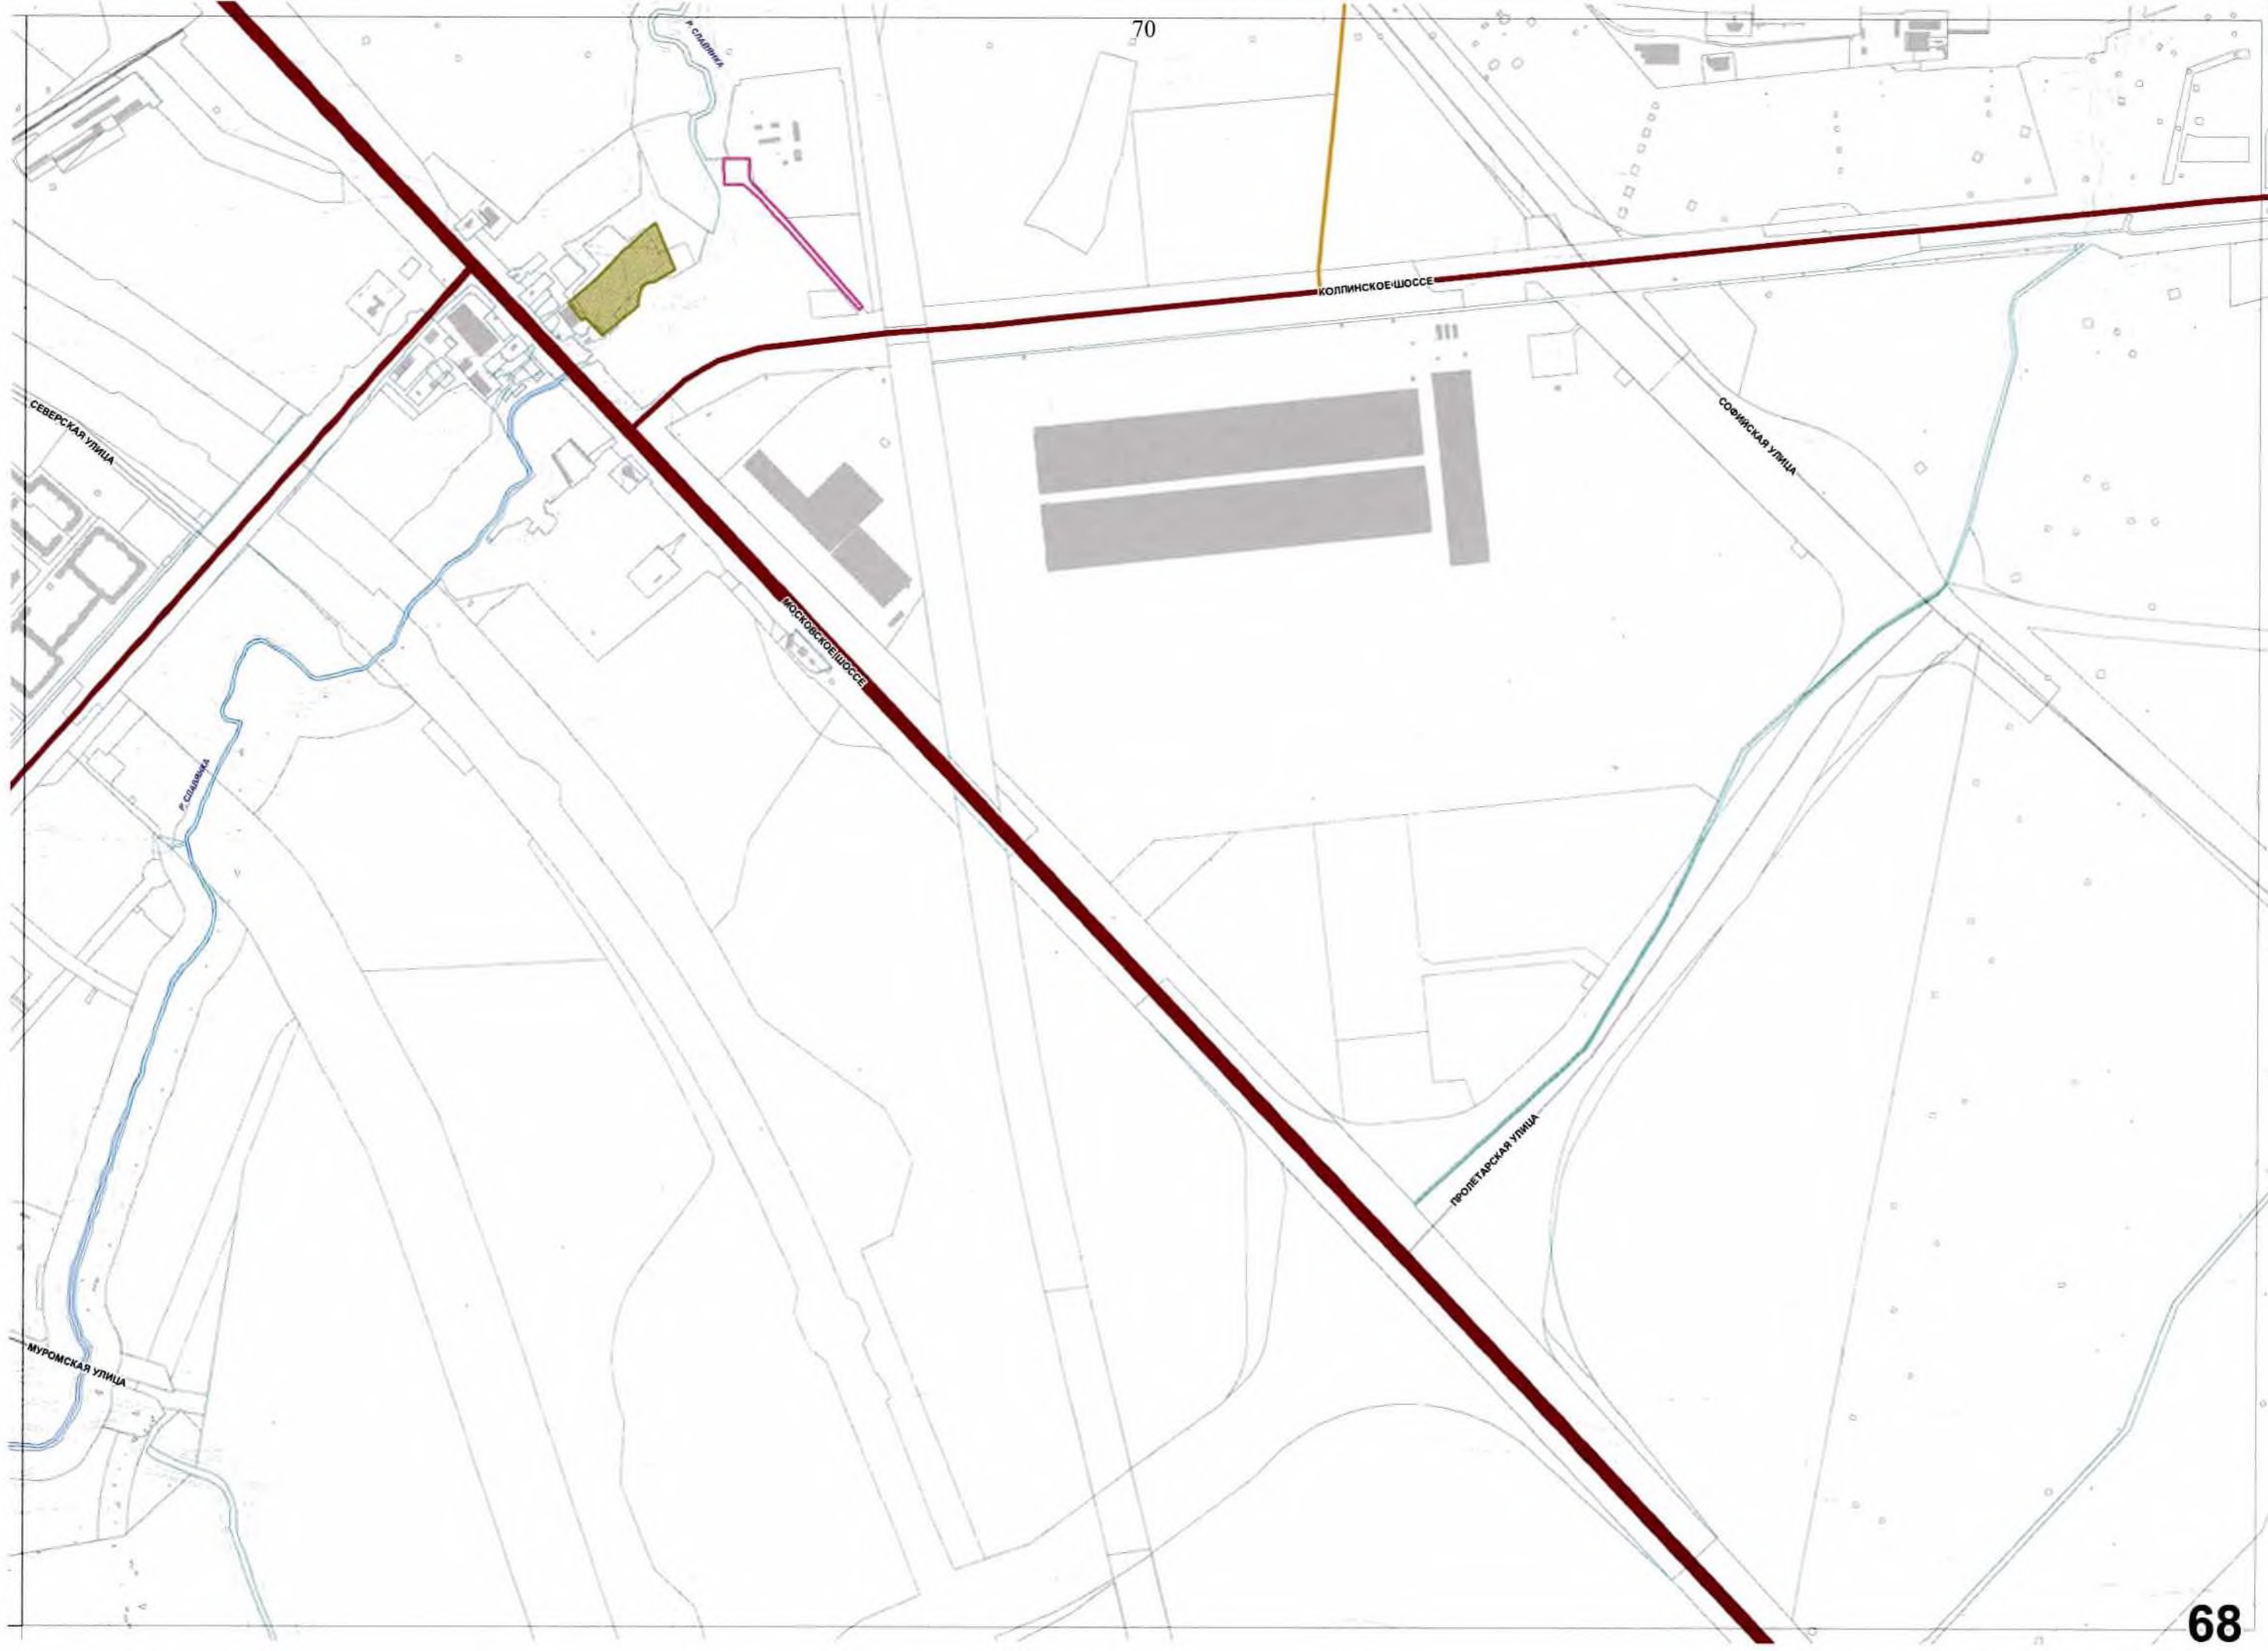 70
Р. СЛАВЯНКА
КОЛПИНСКОЕ ШОССЕ
СЕВЕРСКАЯ УЛИЦА
СОФИЙСКАЯ УЛИЦА
МОСКОВСКОЕ ШОССЕ
Р. СЛАВЯНКА
ПРОЛЕТАРСКАЯ УЛИЦА
МУРОМСКАЯ УЛИЦА
68